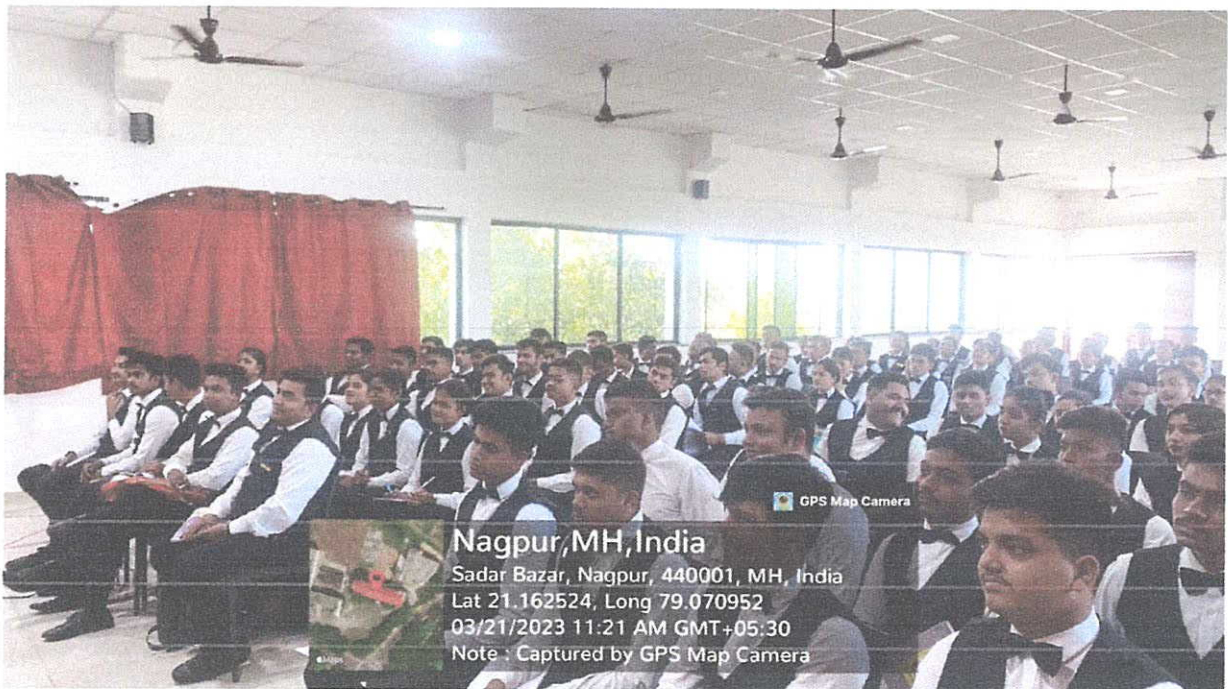 GPS Map Camera
Nagpur,MH,India
Sadar Bazar, Nagpur, 440001, MH, India
Lat 21.162524, Long 79.070952
03/21/2023 11:21 AM GMT+05:30
Note : Captured by GPS Map Camera